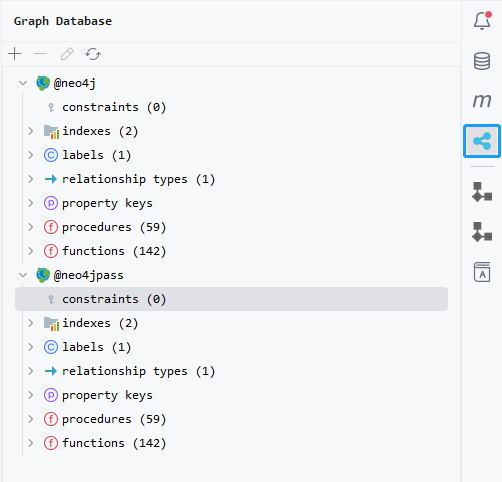 Graph Database
@neo4j
constraints (0)
indexes (2)
labels (1)
relationship types (1)
property keys
procedures (59)
functions (142)
@neo4jpass
constraints (0)
indexes (2)
labels (1)
relationship types (1)
property keys
procedures (59)
functions (142)
m
A